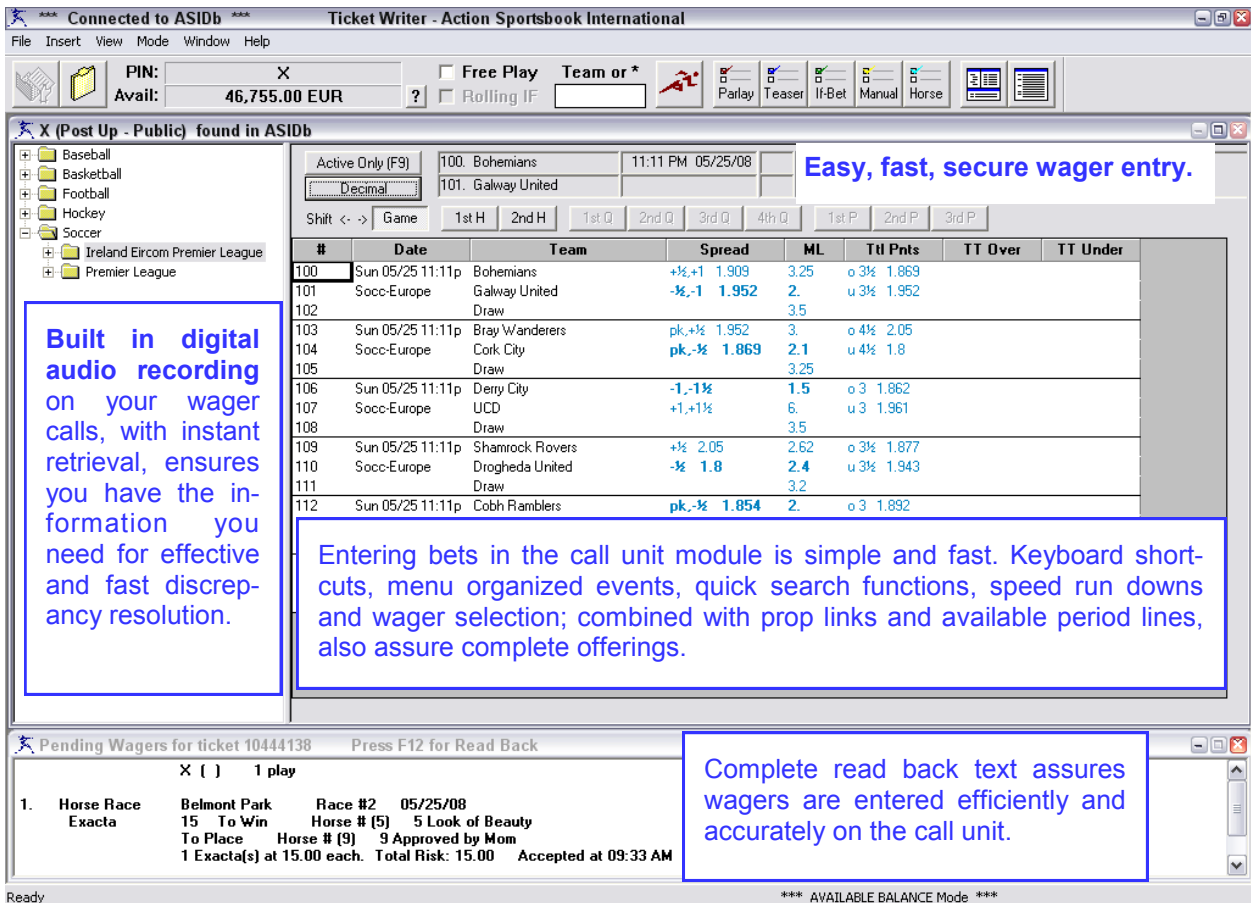 *** Connected to ASIDb *** Ticket Writer - Action Sportsbook International
File Insert View Mode Window Help
PIN: X Free Play Team or *
Avail: 46,755.00 EUR ? Rolling IF
Parlay Teaser If-Bet Manual Horse
X (Post Up - Public) found in ASIDb
Baseball
Basketball
Football
Hockey
Soccer
Ireland Eircom Premier League
Premier League
Active Only (F9) 100. Bohemians 11:11 PM 05/25/08
Decimal 101. Galway United
Easy, fast, secure wager entry.
Shift <- -> Game 1st H 2nd H 1st Q 2nd Q 3rd Q 4th Q 1st P 2nd P 3rd P
# Date Team Spread ML Ttl Pnts TT Over TT Under
100 Sun 05/25 11:11p Bohemians +½,+1 1.909 3.25 o 3½ 1.869
101 Socc-Europe Galway United -½,-1 1.952 2. u 3½ 1.952
102 Draw 3.5
103 Sun 05/25 11:11p Bray Wanderers pk,+½ 1.952 3. o 4½ 2.05
104 Socc-Europe Cork City pk,-½ 1.869 2.1 u 4½ 1.8
105 Draw 3.25
106 Sun 05/25 11:11p Derry City -1,-1½ 1.5 o 3 1.862
107 Socc-Europe UCD +1,+1½ 6. u 3 1.961
108 Draw 3.5
109 Sun 05/25 11:11p Shamrock Rovers +½ 2.05 2.62 o 3½ 1.877
110 Socc-Europe Drogheda United -½ 1.8 2.4 u 3½ 1.943
111 Draw 3.2
112 Sun 05/25 11:11p Cobh Ramblers pk,-½ 1.854 2. o 3 1.892
Built in digital
audio recording
on your wager
calls, with instant
retrieval, ensures
you have the in-
formation you
need for effective
and fast discrep-
ancy resolution.
Entering bets in the call unit module is simple and fast. Keyboard short-
cuts, menu organized events, quick search functions, speed run downs
and wager selection; combined with prop links and available period lines,
also assure complete offerings.
Pending Wagers for ticket 10444138 Press F12 for Read Back
X ( ) 1 play
1. Horse Race Belmont Park Race #2 05/25/08
Exacta 15 To Win Horse # (5) 5 Look of Beauty
To Place Horse # (9) 9 Approved by Mom
1 Exacta(s) at 15.00 each. Total Risk: 15.00 Accepted at 09:33 AM
Complete read back text assures
wagers are entered efficiently and
accurately on the call unit.
Ready *** AVAILABLE BALANCE Mode ***